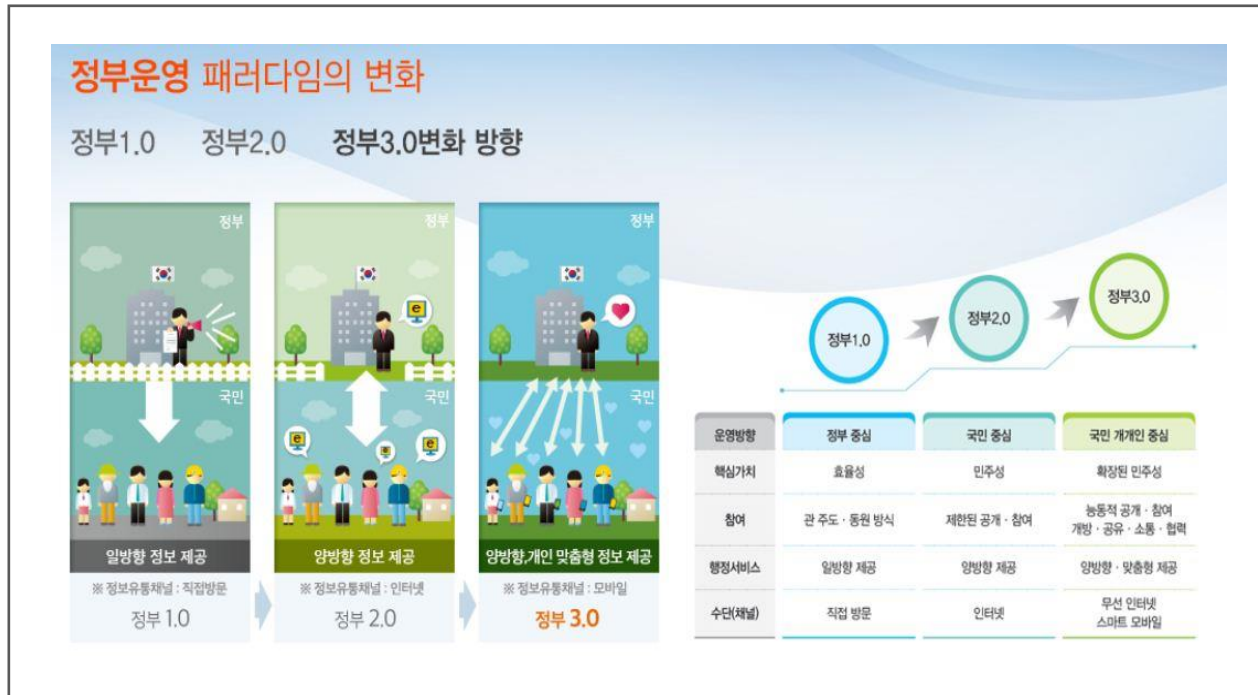 정부운영 패러다임의 변화
정부1.0 정부2.0 정부3.0변화 방향
정부
국민
일방향 정보 제공
※ 정보유통채널 : 직접방문
정부 1.0
정부
e
국민
e
e
e
양방향 정보 제공
※ 정보유통채널 : 인터넷
정부 2.0
정부
국민
양방향,개인 맞춤형 정보 제공
※ 정보유통채널 : 모바일
정부 3.0
정부1.0
정부2.0
정부3.0
운영방향 정부 중심 국민 중심 국민 개개인 중심
핵심가치 효율성 민주성 확장된 민주성
참여 관 주도 · 동원 방식 제한된 공개 · 참여 능동적 공개 · 참여
개방 · 공유 · 소통 · 협력
행정서비스 일방향 제공 양방향 제공 양방향 · 맞춤형 제공
수단(채널) 직접 방문 인터넷 무선 인터넷
스마트 모바일